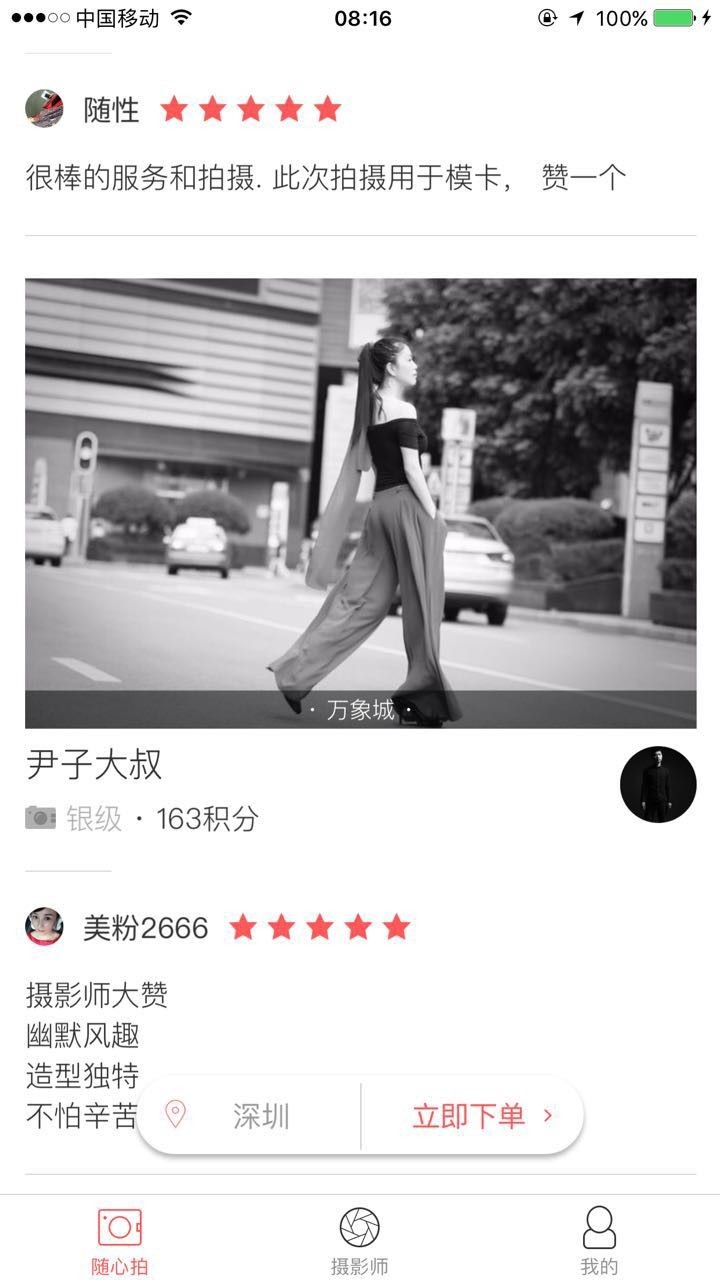 中国移动
08:16
100%
随性
很棒的服务和拍摄. 此次拍摄用于模卡， 赞一个
· 万象城 ·
尹子大叔
银级 · 163积分
美粉2666
摄影师大赞
幽默风趣
造型独特
不怕辛苦
深圳
立即下单 ›
随心拍
摄影师
我的